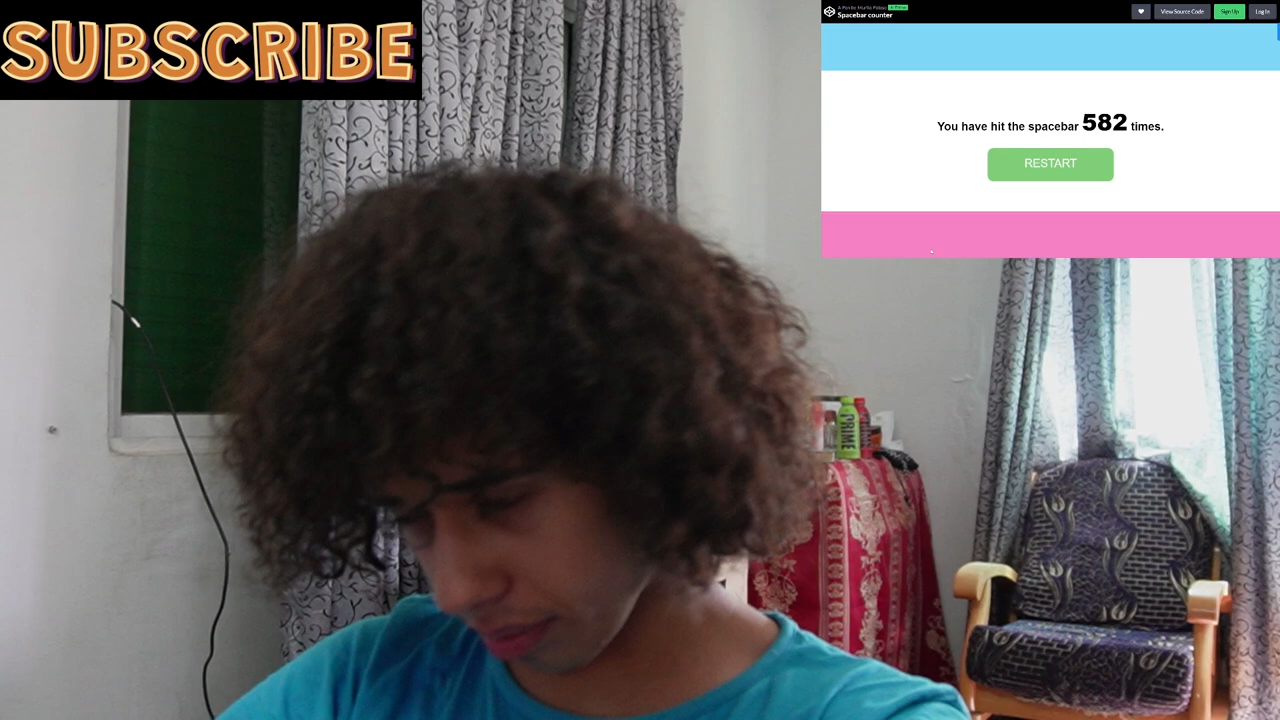 SUBSCRIBE
Spacebar counter
View Source Code
Sign Up
Log In
You have hit the spacebar 582 times.
RESTART
PRIME